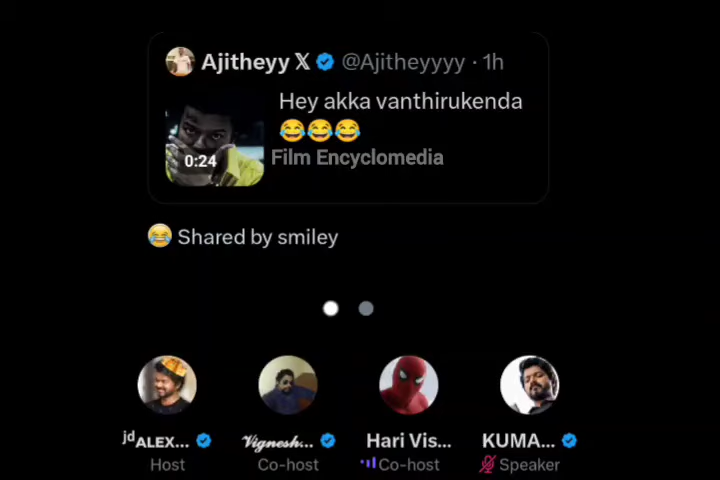 Ajitheyy 𝕏 @Ajitheyyyy · 1h
Hey akka vanthirukenda
😂😂😂
0:24
Film Encyclomedia
😂 Shared by smiley
ʲᵈALEX... 𝓥𝓲𝓰𝓷𝓮𝓼𝓱... Hari Vis... KUMA...
Host Co-host Co-host Speaker